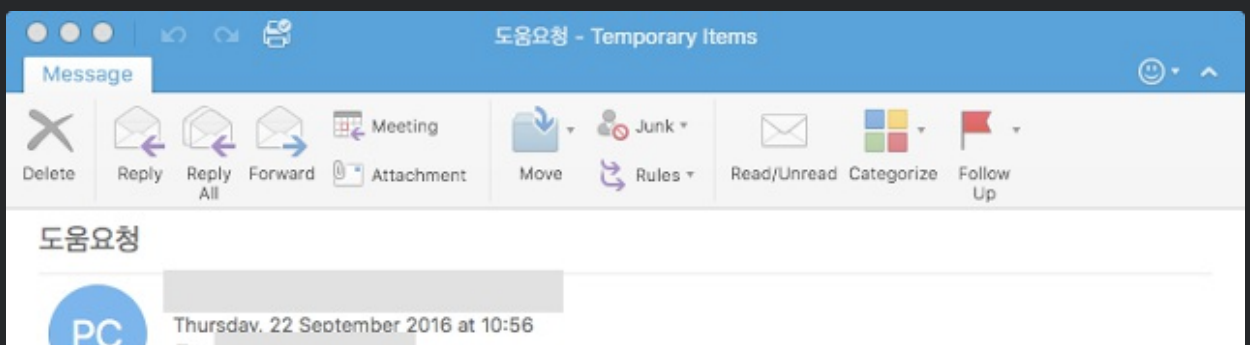 도움요청 - Temporary Items
Message
Meeting
Junk
Attachment
Rules
Delete
Reply
Reply All
Forward
Move
Read/Unread
Categorize
Follow Up
도움요청
PC
Thursday, 22 September 2016 at 10:56